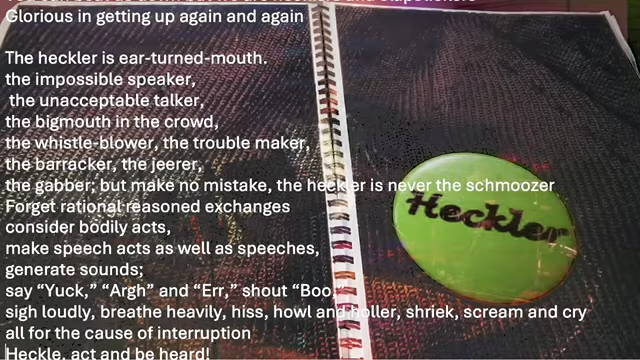 Glorious in getting up again and again
The heckler is ear-turned-mouth.
the impossible speaker,
the unacceptable talker,
the bigmouth in the crowd,
the whistle-blower, the trouble maker,
the barracker, the jeerer,
the gabber; but make no mistake, the heckler is never the schmoozer
Forget rational reasoned exchanges
consider bodily acts,
make speech acts as well as speeches,
generate sounds;
say “Yuck,” “Argh” and “Err,” shout “Boo,”
sigh loudly, breathe heavily, hiss, howl and holler, shriek, scream and cry
all for the cause of interruption
Heckle, act and be heard!
Heckler